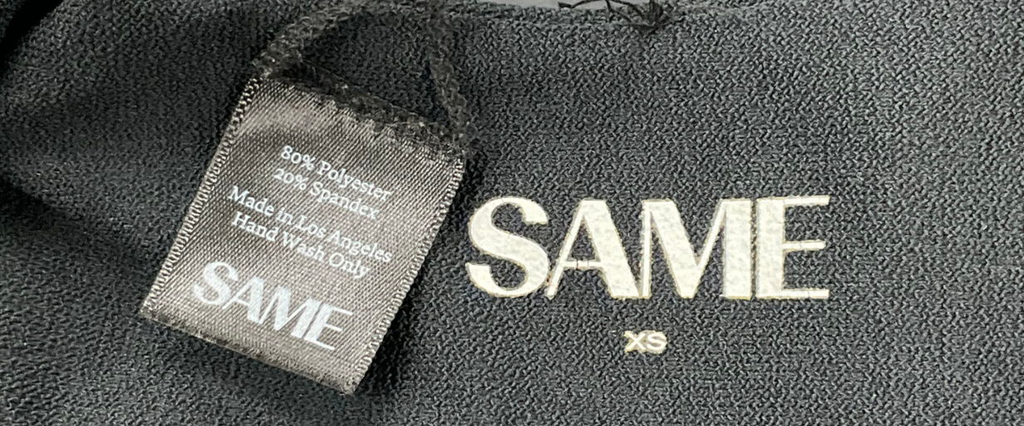 80% Polyester
20% Spandex
Made in Los Angeles
Hand Wash Only
SAME
SAME
XS